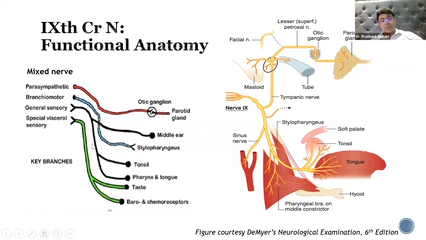 IXth Cr N:
Functional Anatomy
Mixed nerve
Parasympathetic
Branchiomotor
General sensory
Special visceral
sensory
KEY BRANCHES
Otic ganglion
Parotid
gland
Middle ear
Stylopharyngeus
Tonsil
Pharynx & tongue
Taste
Baro- & chemoreceptors
Lesser (superf.)
petrosal n.
Facial n.
Otic
ganglion
Mastoid
Tube
Tympanic nerve
Nerve IX
Stylopharyngeus
Soft palate
Tonsil
Sinus
nerve
Tongue
Hyoid
Pharyngeal brs. on
middle constrictor
Figure courtesy DeMyer's Neurological Examination, 6th Edition